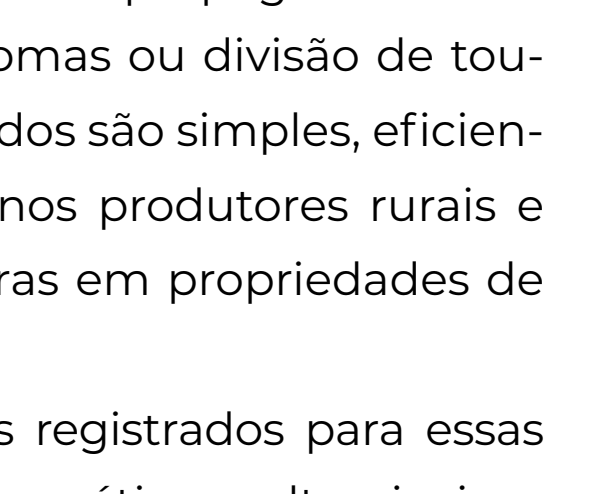 omas ou divisão de tou-
dos são simples, eficien-
nos produtores rurais e
ras em propriedades de
s registrados para essas